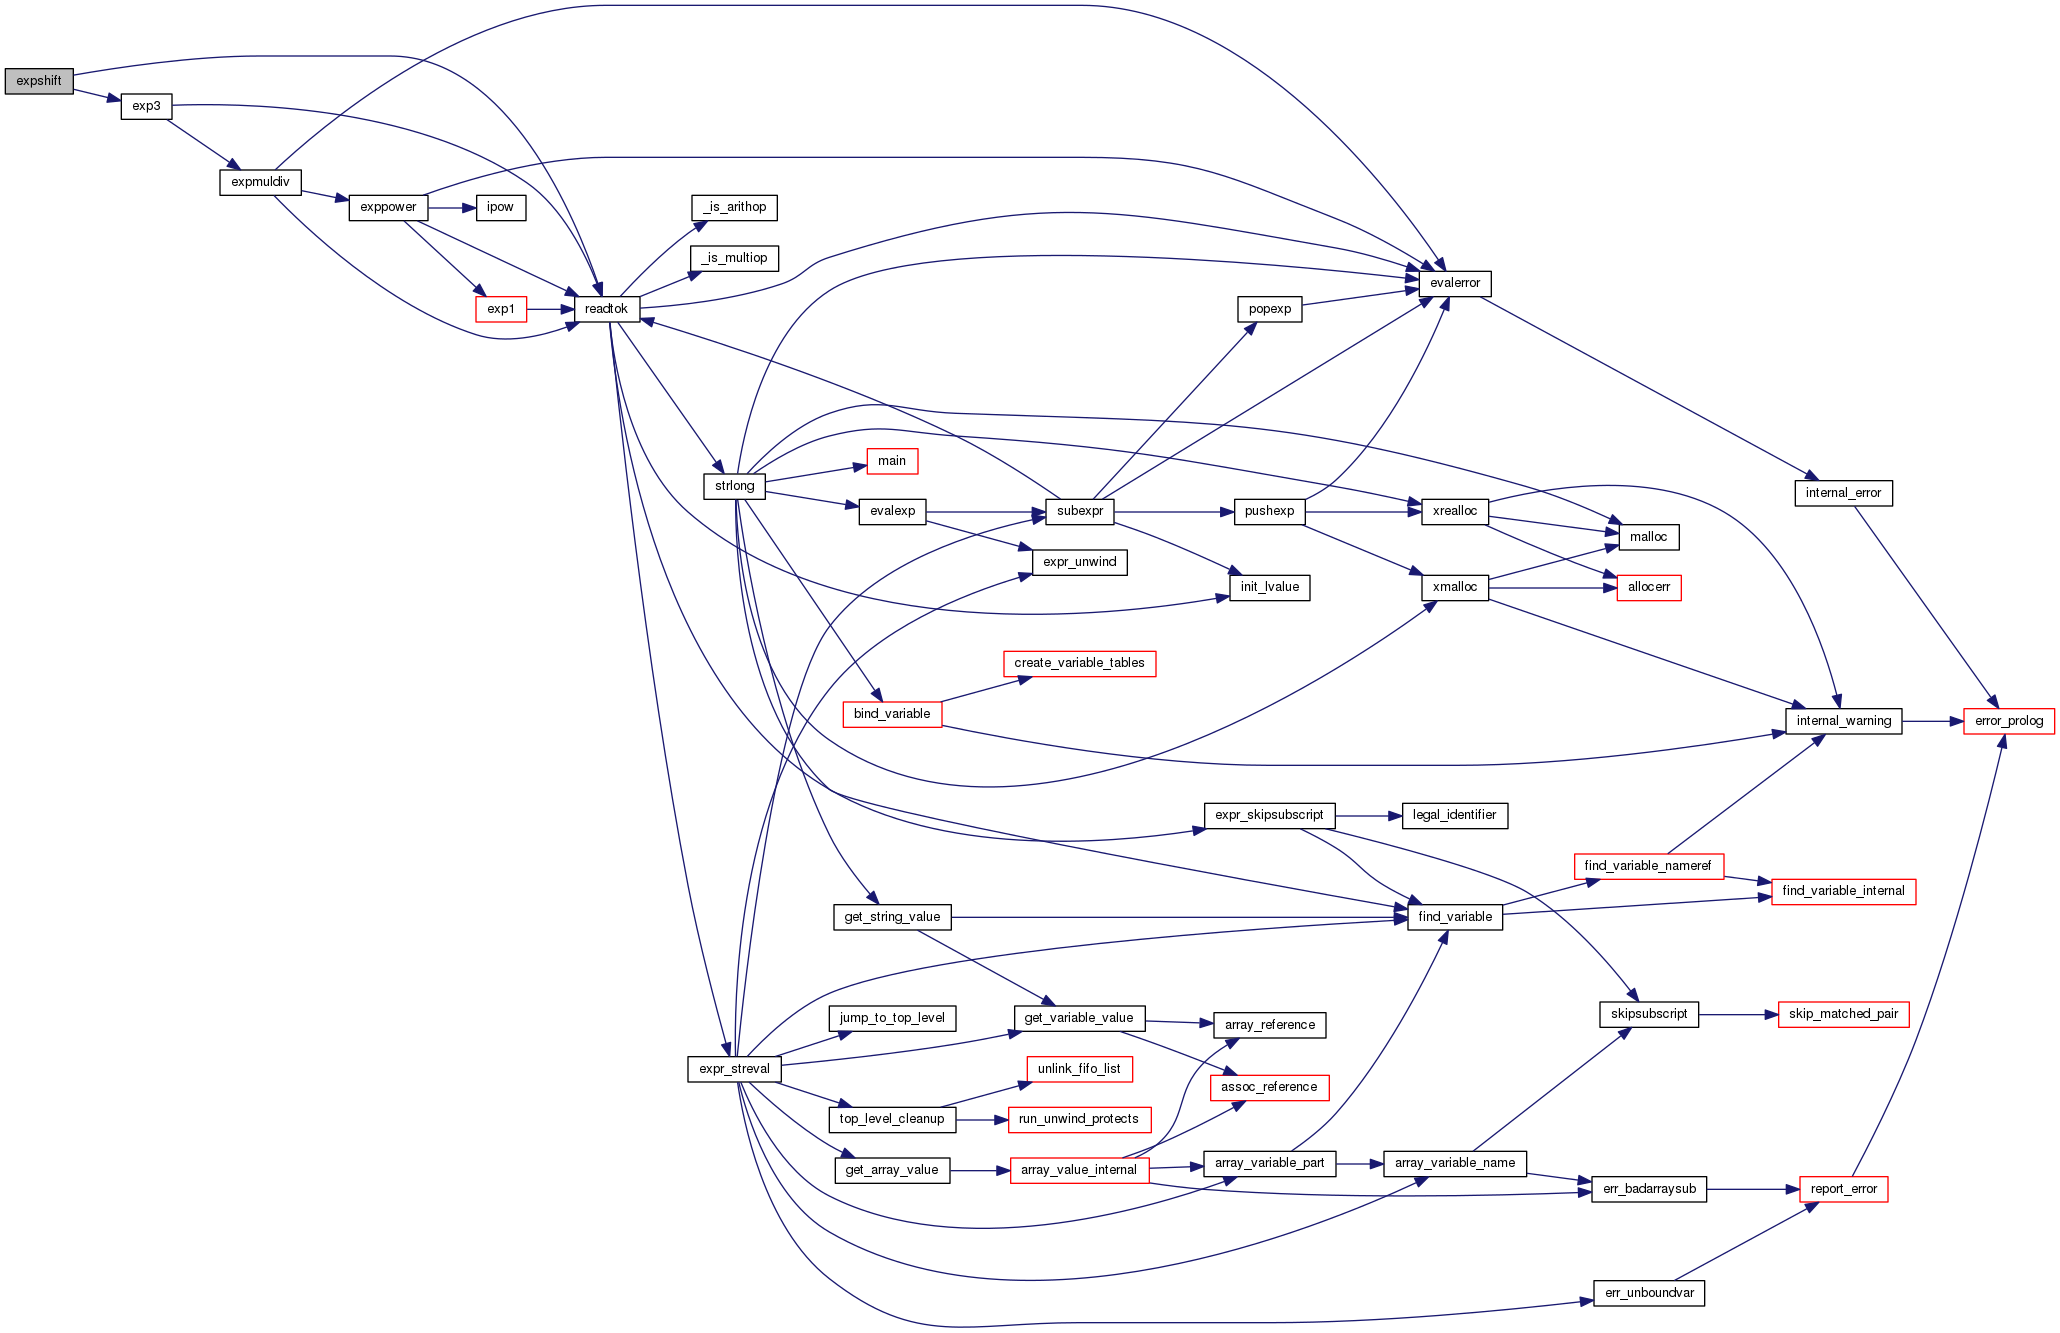 expshift
exp3
expmuldiv
exppower
ipow
exp1
readtok
_is_arithop
_is_multiop
evalerror
popexp
main
strlong
evalexp
subexpr
pushexp
xrealloc
internal_error
malloc
expr_unwind
init_lvalue
xmalloc
allocerr
create_variable_tables
bind_variable
internal_warning
error_prolog
expr_skipsubscript
legal_identifier
find_variable_nameref
find_variable_internal
get_string_value
find_variable
jump_to_top_level
get_variable_value
array_reference
skipsubscript
skip_matched_pair
expr_streval
unlink_fifo_list
assoc_reference
top_level_cleanup
run_unwind_protects
get_array_value
array_value_internal
array_variable_part
array_variable_name
err_badarraysub
report_error
err_unboundvar